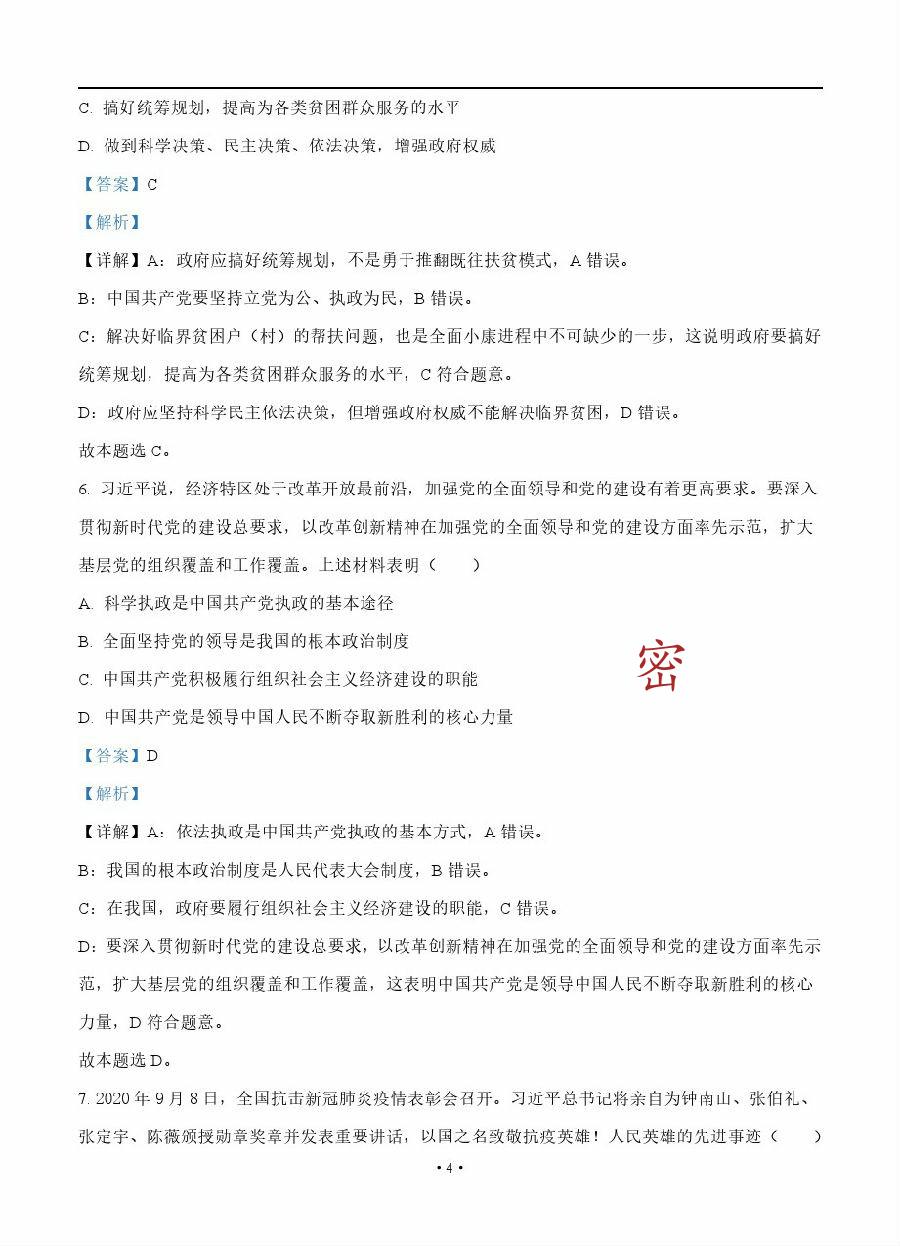 C. 搞好统筹规划，提高为各类贫困群众服务的水平
D. 做到科学决策、民主决策、依法决策，增强政府权威
【答案】C
【解析】
【详解】A：政府应搞好统筹规划，不是勇于推翻既往扶贫模式，A 错误。
B：中国共产党要坚持立党为公、执政为民，B 错误。
C：解决好临界贫困户（村）的帮扶问题，也是全面小康进程中不可缺少的一步，这说明政府要搞好
统筹规划，提高为各类贫困群众服务的水平，C 符合题意。
D：政府应坚持科学民主依法决策，但增强政府权威不能解决临界贫困，D 错误。
故本题选 C。
6. 习近平说，经济特区处于改革开放最前沿，加强党的全面领导和党的建设有着更高要求。要深入
贯彻新时代党的建设总要求，以改革创新精神在加强党的全面领导和党的建设方面率先示范，扩大
基层党的组织覆盖和工作覆盖。上述材料表明（　　）
A. 科学执政是中国共产党执政的基本途径
B. 全面坚持党的领导是我国的根本政治制度
C. 中国共产党积极履行组织社会主义经济建设的职能
D. 中国共产党是领导中国人民不断夺取新胜利的核心力量
密
【答案】D
【解析】
【详解】A：依法执政是中国共产党执政的基本方式，A 错误。
B：我国的根本政治制度是人民代表大会制度，B 错误。
C：在我国，政府要履行组织社会主义经济建设的职能，C 错误。
D：要深入贯彻新时代党的建设总要求，以改革创新精神在加强党的全面领导和党的建设方面率先示
范，扩大基层党的组织覆盖和工作覆盖，这表明中国共产党是领导中国人民不断夺取新胜利的核心
力量，D 符合题意。
故本题选 D。
7. 2020 年 9 月 8 日，全国抗击新冠肺炎疫情表彰会召开。习近平总书记将亲自为钟南山、张伯礼、
张定宇、陈薇颁授勋章奖章并发表重要讲话，以国之名致敬抗疫英雄！人民英雄的先进事迹（　　）
• 4 •